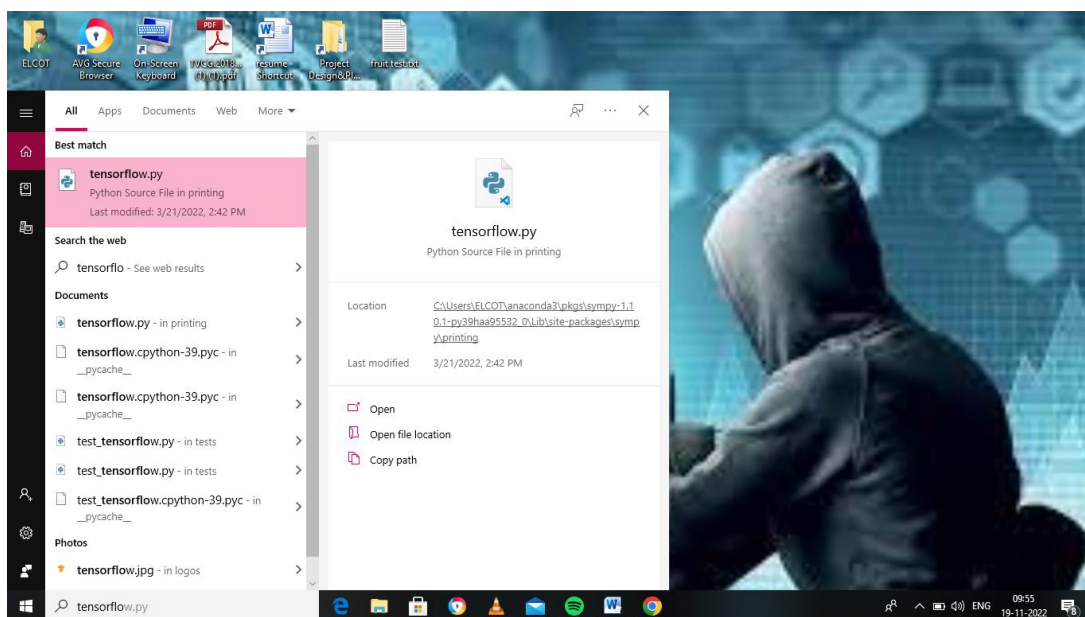 ELCOT
AVG Secure
Browser
On-Screen
Keyboard
PDF
(1) (1).pdf
resume -
Shortcut
Project
Design&Pl...
fruit test.txt
All Apps Documents Web More
Best match
tensorflow.py
Python Source File in printing
Last modified: 3/21/2022, 2:42 PM
Search the web
tensorflo - See web results
Documents
tensorflow.py - in printing
tensorflow.cpython-39.pyc - in
__pycache__
tensorflow.cpython-39.pyc - in
__pycache__
test_tensorflow.py - in tests
test_tensorflow.py - in tests
test_tensorflow.cpython-39.pyc - in
__pycache__
Photos
tensorflow.jpg - in logos
tensorflow.py
Python Source File in printing
Location C:\Users\ELCOT\anaconda3\pkgs\sympy-1.1
0.1-py39haa95532_0\Lib\site-packages\symp
y\printing
Last modified 3/21/2022, 2:42 PM
Open
Open file location
Copy path
tensorflow.py
ENG
09:55
19-11-2022
8